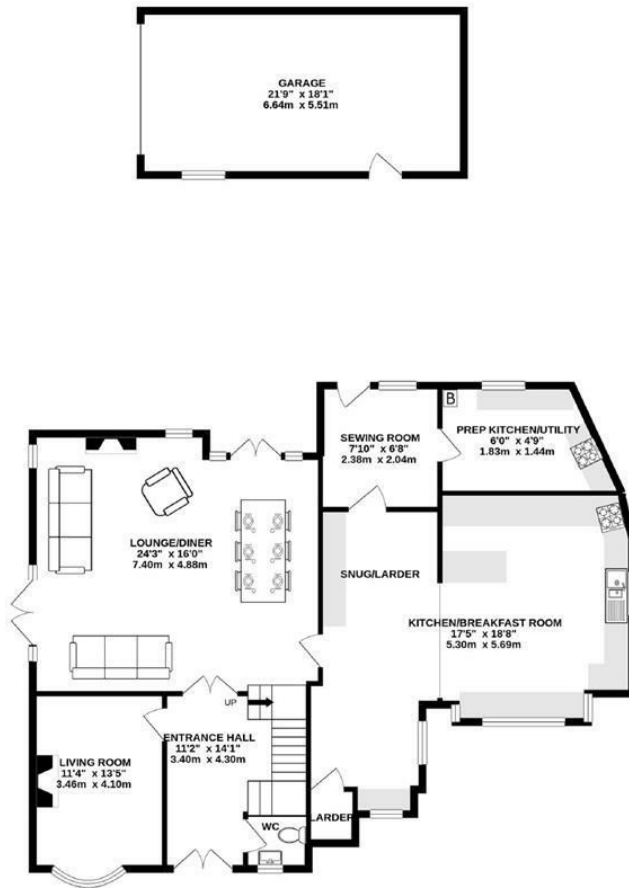 GARAGE
21'9" x 18'1"
6.64m x 5.51m
B
SEWING ROOM
7'10" x 6'8"
2.38m x 2.04m
PREP KITCHEN/UTILITY
6'0" x 4'9"
1.83m x 1.44m
LOUNGE/DINER
24'3" x 16'0"
7.40m x 4.88m
SNUG/LARDER
KITCHEN/BREAKFAST ROOM
17'5" x 18'8"
5.30m x 5.69m
UP
ENTRANCE HALL
11'2" x 14'1"
3.40m x 4.30m
LIVING ROOM
11'4" x 13'5"
3.46m x 4.10m
WC
LARDER